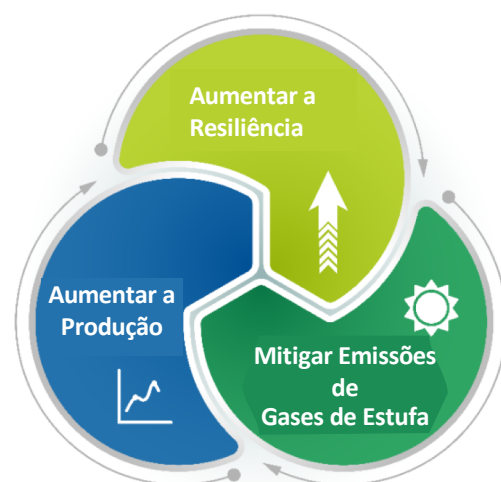 Aumentar a
Resiliência
Aumentar a
Produção
Mitigar Emissões
de
Gases de Estufa